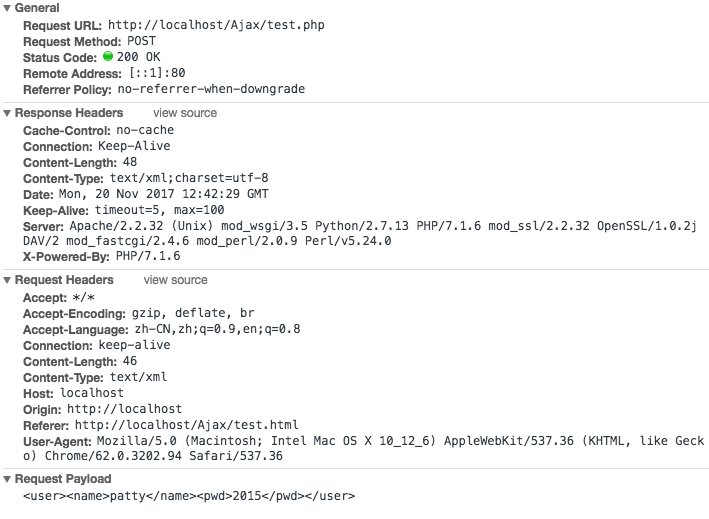 General
Request URL: http://localhost/Ajax/test.php
Request Method: POST
Status Code: 200 OK
Remote Address: [::1]:80
Referrer Policy: no-referrer-when-downgrade
Response Headers view source
Cache-Control: no-cache
Connection: Keep-Alive
Content-Length: 48
Content-Type: text/xml;charset=utf-8
Date: Mon, 20 Nov 2017 12:42:29 GMT
Keep-Alive: timeout=5, max=100
Server: Apache/2.2.32 (Unix) mod_wsgi/3.5 Python/2.7.13 PHP/7.1.6 mod_ssl/2.2.32 OpenSSL/1.0.2j
DAV/2 mod_fastcgi/2.4.6 mod_perl/2.0.9 Perl/v5.24.0
X-Powered-By: PHP/7.1.6
Request Headers view source
Accept: */*
Accept-Encoding: gzip, deflate, br
Accept-Language: zh-CN,zh;q=0.9,en;q=0.8
Connection: keep-alive
Content-Length: 46
Content-Type: text/xml
Host: localhost
Origin: http://localhost
Referer: http://localhost/Ajax/test.html
User-Agent: Mozilla/5.0 (Macintosh; Intel Mac OS X 10_12_6) AppleWebKit/537.36 (KHTML, like Geck
o) Chrome/62.0.3202.94 Safari/537.36
Request Payload
<user><name>patty</name><pwd>2015</pwd></user>